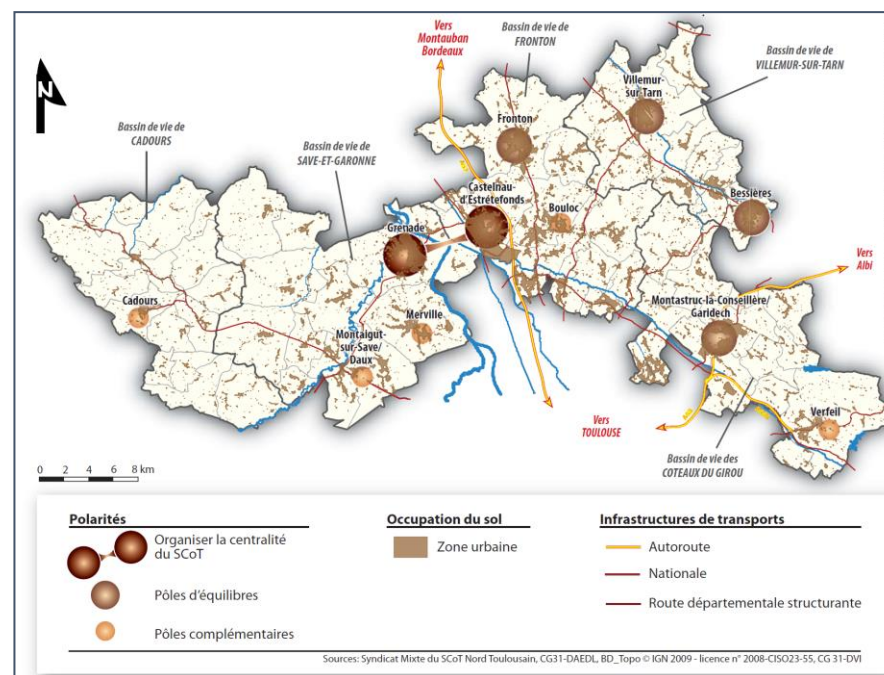 Vers
Montauban
Bordeaux
Bassin de vie de
FRONTON
Bassin de vie de
VILLEMUR-SUR-TARN
N
Villemur-
sur-Tarn
Bassin de vie de
CADOURS
Bassin de vie de
SAVE-ET-GARONNE
Fronton
Castelnau-
d'Estrétefonds
Bouloc
Bessières
Grenade
Vers
Albi
Cadours
Merville
Montastruc-la-Conseillère/
Garidech
Montaigut-
sur-Save/
Daux
Vers
TOULOUSE
Verfeil
Bassin de vie des
COTEAUX DU GIROU
0 2 4 6 8 km
Polarités
Organiser la centralité
du SCoT
Pôles d'équilibres
Pôles complémentaires
Occupation du sol
Zone urbaine
Infrastructures de transports
Autoroute
Nationale
Route départementale structurante
Sources: Syndicat Mixte du SCoT Nord Toulousain, CG31-DAEDL, BD_Topo © IGN 2009 - licence n° 2008-CISO23-55, CG 31-DVI